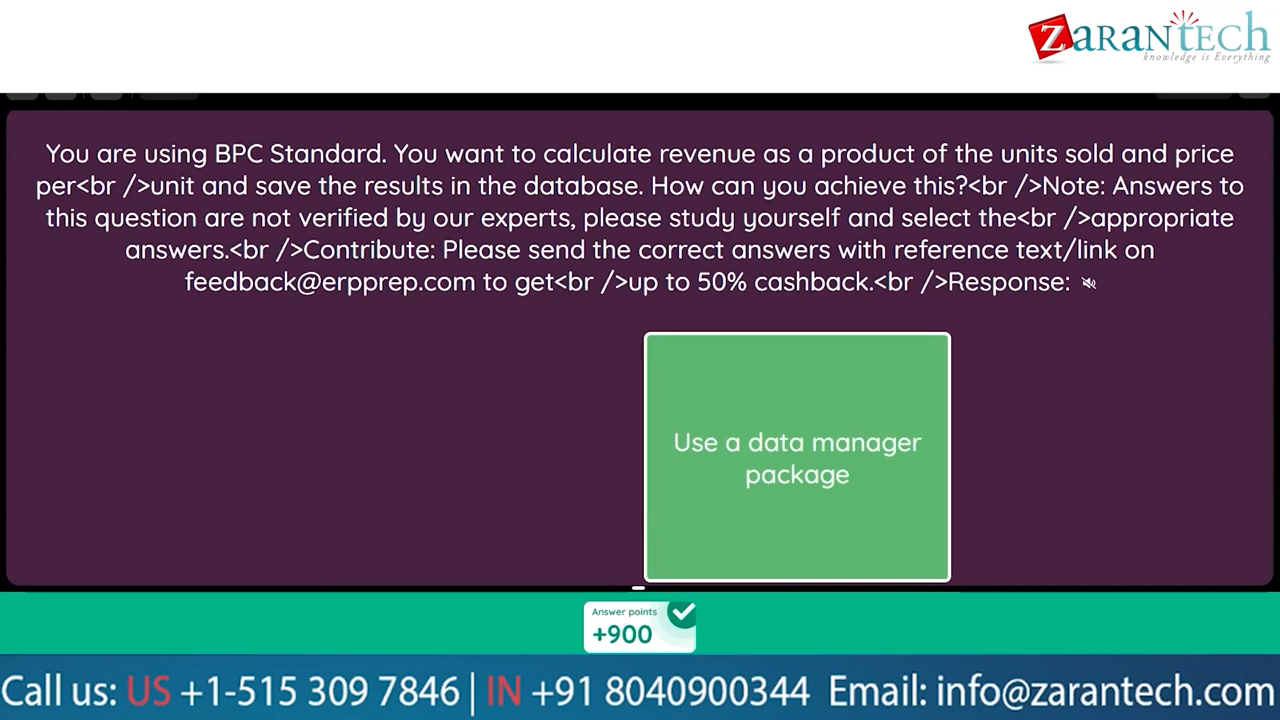 ZARANTECH
knowledge is Everything
You are using BPC Standard. You want to calculate revenue as a product of the units sold and price
per<br />unit and save the results in the database. How can you achieve this?<br />Note: Answers to
this question are not verified by our experts, please study yourself and select the<br />appropriate
answers.<br />Contribute: Please send the correct answers with reference text/link on
feedback@erpprep.com to get<br />up to 50% cashback.<br />Response:
Use a data manager
package
Answer points
+900
Call us: US +1-515 309 7846 | IN +91 8040900344 Email: info@zarantech.com